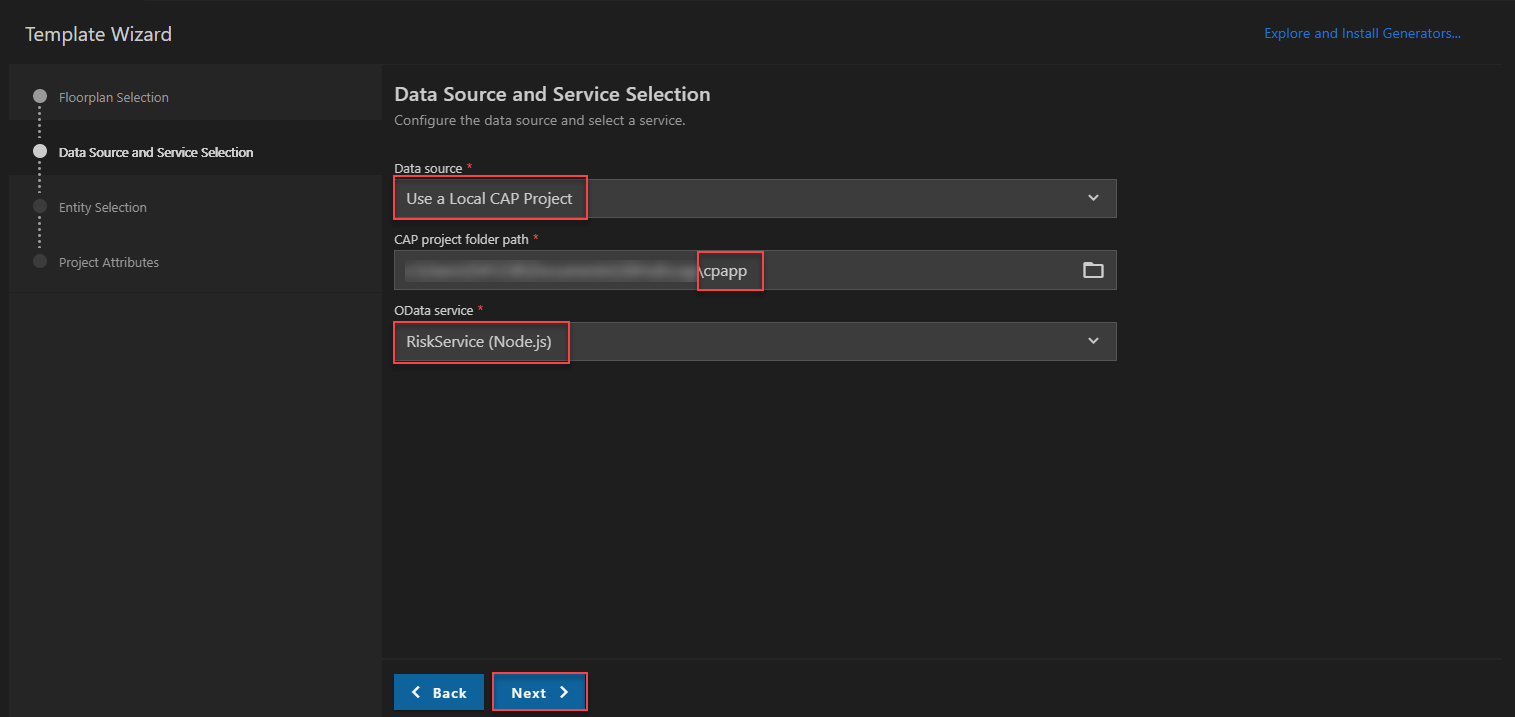 Template Wizard
Explore and Install Generators...
Floorplan Selection
Data Source and Service Selection
Entity Selection
Project Attributes
Data Source and Service Selection
Configure the data source and select a service.
Data source *
Use a Local CAP Project
CAP project folder path *
\cpapp
OData service *
RiskService (Node.js)
Back
Next